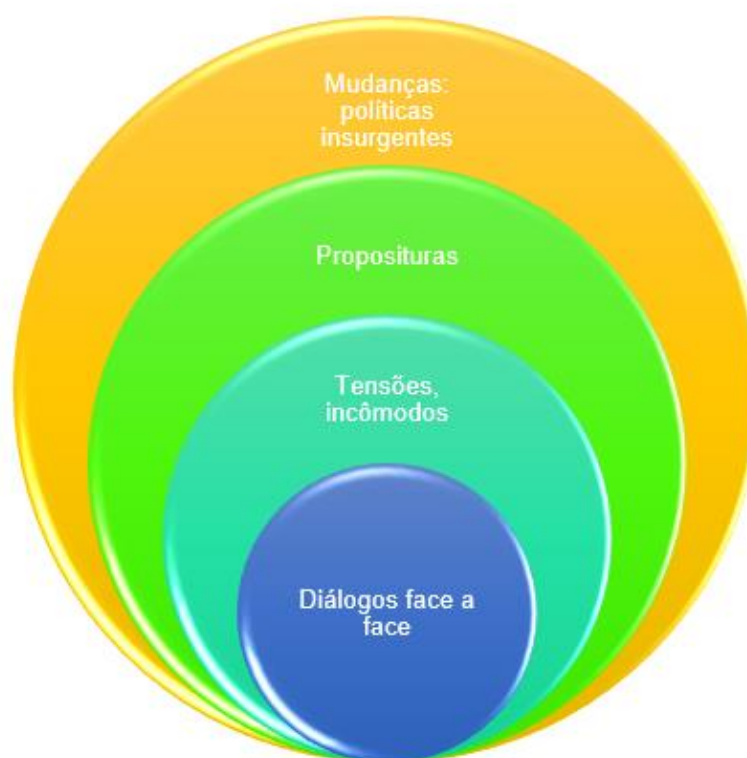 Mudanças:
políticas
insurgentes
Proposituras
Tensões,
incômodos
Diálogos face a
face